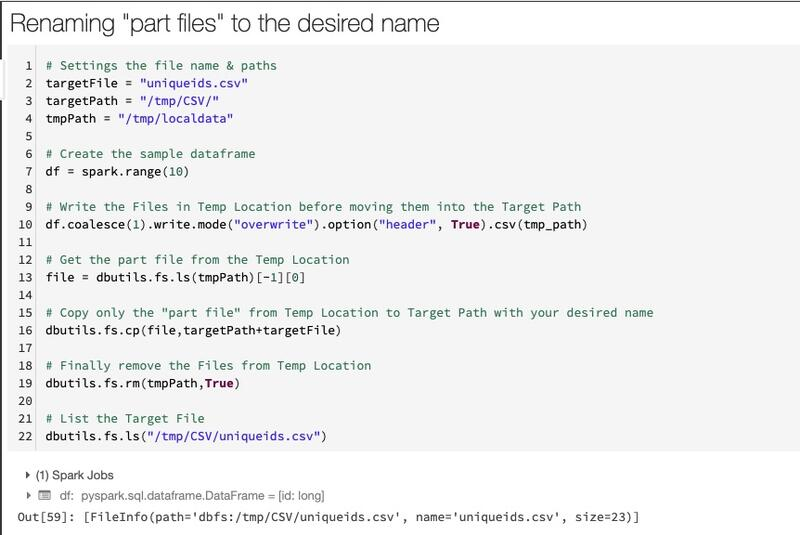 Renaming "part files" to the desired name
1 # Settings the file name & paths
2 targetFile = "uniqueids.csv"
3 targetPath = "/tmp/CSV/"
4 tmpPath = "/tmp/localdata"
5
6 # Create the sample dataframe
7 df = spark.range(10)
8
9 # Write the Files in Temp Location before moving them into the Target Path
10 df.coalesce(1).write.mode("overwrite").option("header", True).csv(tmp_path)
11
12 # Get the part file from the Temp Location
13 file = dbutils.fs.ls(tmpPath)[-1][0]
14
15 # Copy only the "part file" from Temp Location to Target Path with your desired name
16 dbutils.fs.cp(file,targetPath+targetFile)
17
18 # Finally remove the Files from Temp Location
19 dbutils.fs.rm(tmpPath,True)
20
21 # List the Target File
22 dbutils.fs.ls("/tmp/CSV/uniqueids.csv")
(1) Spark Jobs
df: pyspark.sql.dataframe.DataFrame = [id: long]
Out[59]: [FileInfo(path='dbfs:/tmp/CSV/uniqueids.csv', name='uniqueids.csv', size=23)]